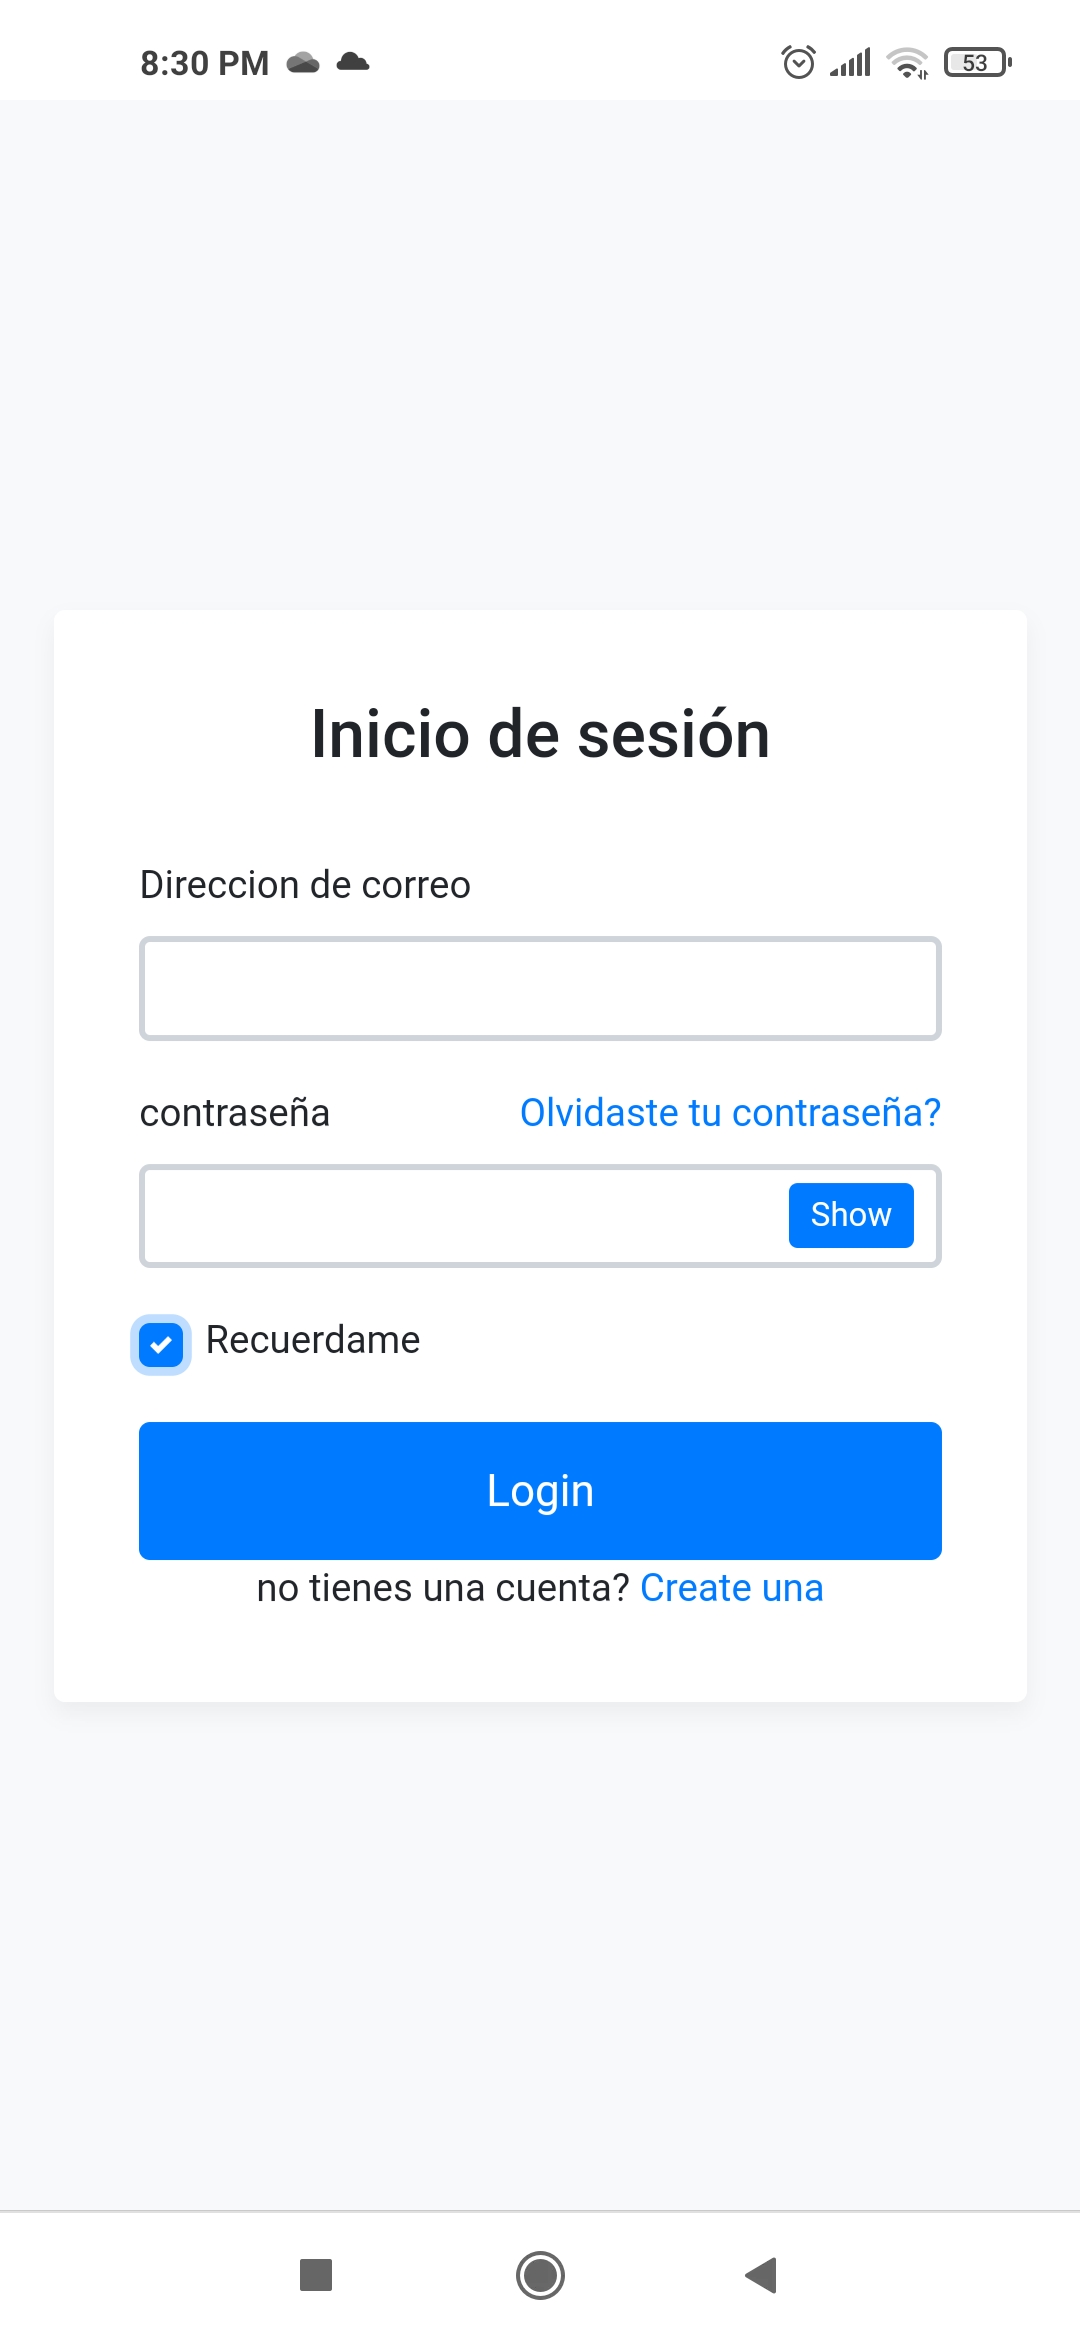 8:30 PM 53
Inicio de sesión
Direccion de correo
contraseña Olvidaste tu contraseña?
Show
Recuerdame
Login
no tienes una cuenta? Create una